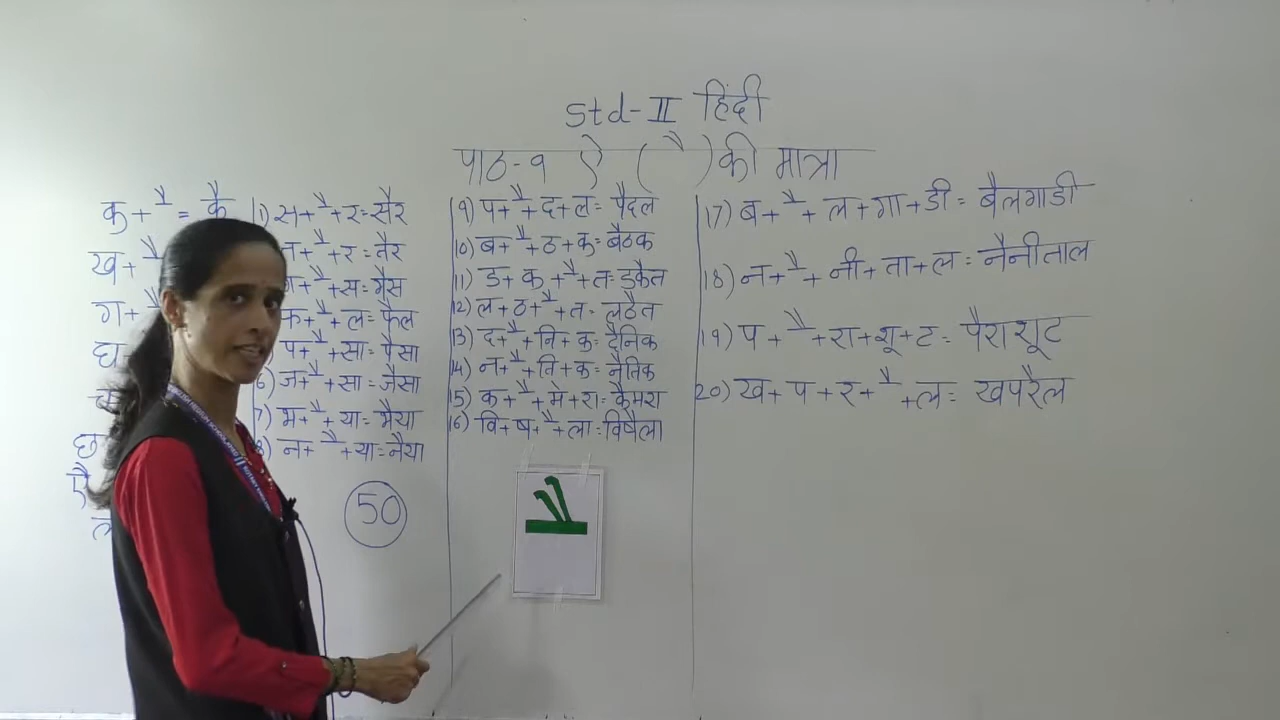 Std-II हिंदी
पाठ-९ ऐ ( ै ) की मात्रा
क + ै = कै
ख + ै
ग + ै
घ
छ
ऐ
1) स + ै + र = सैर
+ ै + र = तैर
+ ै + स = गैस
फ + ै + ल = फैल
प + ै + सा = पैसा
6) ज + ै + सा = जैसा
7) भ + ै + या = भैया
8) न + ै + या = नैया
50
9) प + ै + द + ल = पैदल
10) ब + ै + ठ + क = बैठक
11) ड + क + ै + त = डकैत
12) ल + ठ + ै + त = लठैत
13) द + ै + नि + क = दैनिक
14) न + ै + ति + क = नैतिक
15) क + ै + मे + रा = कैमरा
16) वि + ष + ै + ला = विषैला
ै
17) ब + ै + ल + गा + डी = बैलगाडी
18) न + ै + नी + ता + ल = नैनीताल
19) प + ै + रा + शू + ट = पैराशूट
20) ख + प + र + ै + ल = खपरैल